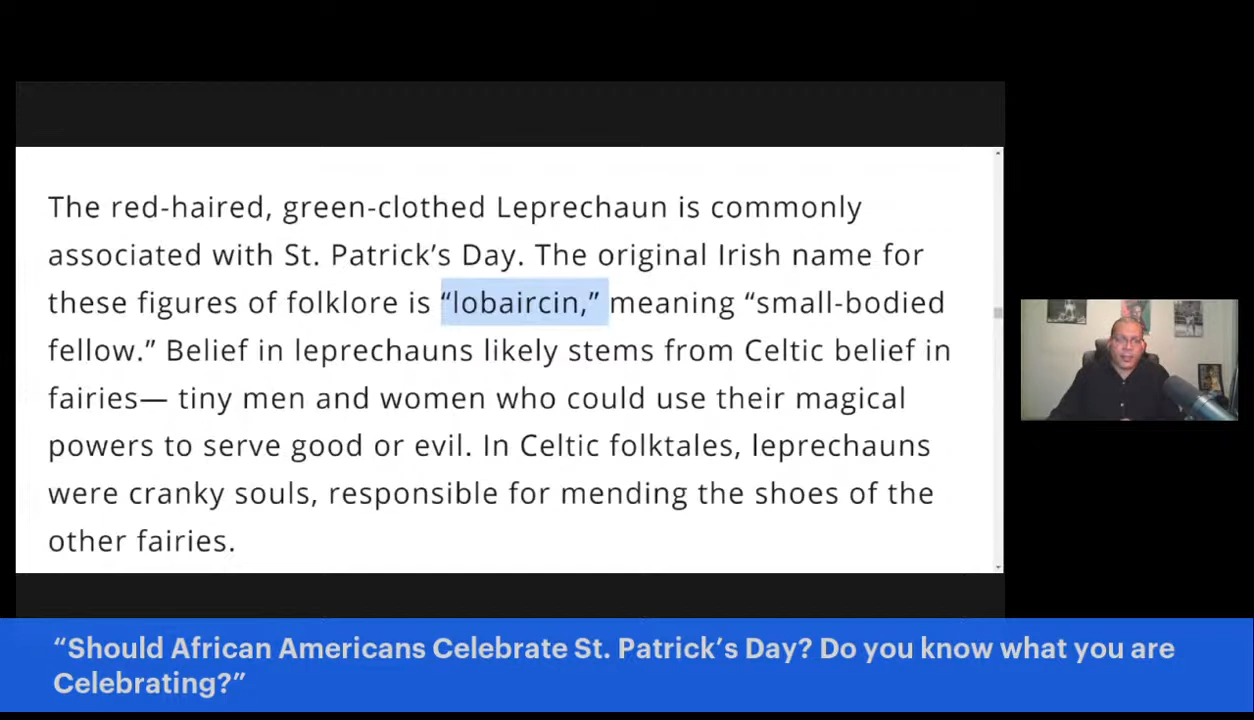 The red-haired, green-clothed Leprechaun is commonly
associated with St. Patrick’s Day. The original Irish name for
these figures of folklore is “lobaircin,” meaning “small-bodied
fellow.” Belief in leprechauns likely stems from Celtic belief in
fairies— tiny men and women who could use their magical
powers to serve good or evil. In Celtic folktales, leprechauns
were cranky souls, responsible for mending the shoes of the
other fairies.
“Should African Americans Celebrate St. Patrick’s Day? Do you know what you are
Celebrating?”